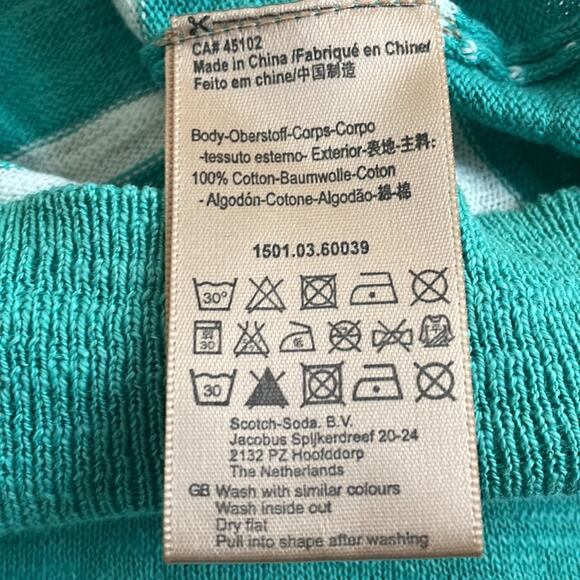 CA# 45102
Made in China /Fabriqué en Chine/
Feito em chine/中国制造
Body-Oberstoff-Corps-Corpo
-tessuto esterno- Exterior-表地-主料:
100% Cotton-Baumwolle-Coton
- Algodón-Cotone-Algodão-綿-棉
1501.03.60039
30°
30
30
Scotch-Soda. B.V.
Jacobus Spijkerdreef 20-24
2132 PZ Hoofddorp
The Netherlands
GB Wash with similar colours
Wash inside out
Dry flat
Pull into shape after washing